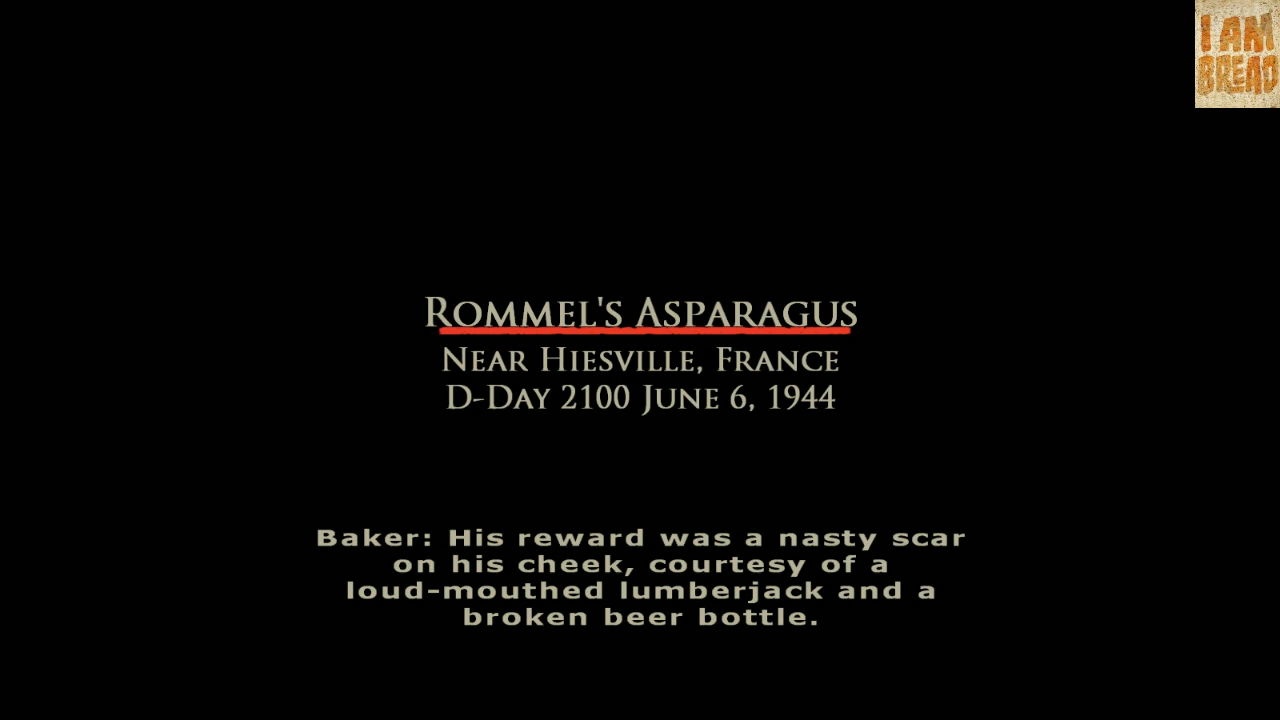 I AM
BREAD
Rommel's Asparagus
Near Hiesville, France
D-Day 2100 June 6, 1944
Baker: His reward was a nasty scar
on his cheek, courtesy of a
loud-mouthed lumberjack and a
broken beer bottle.